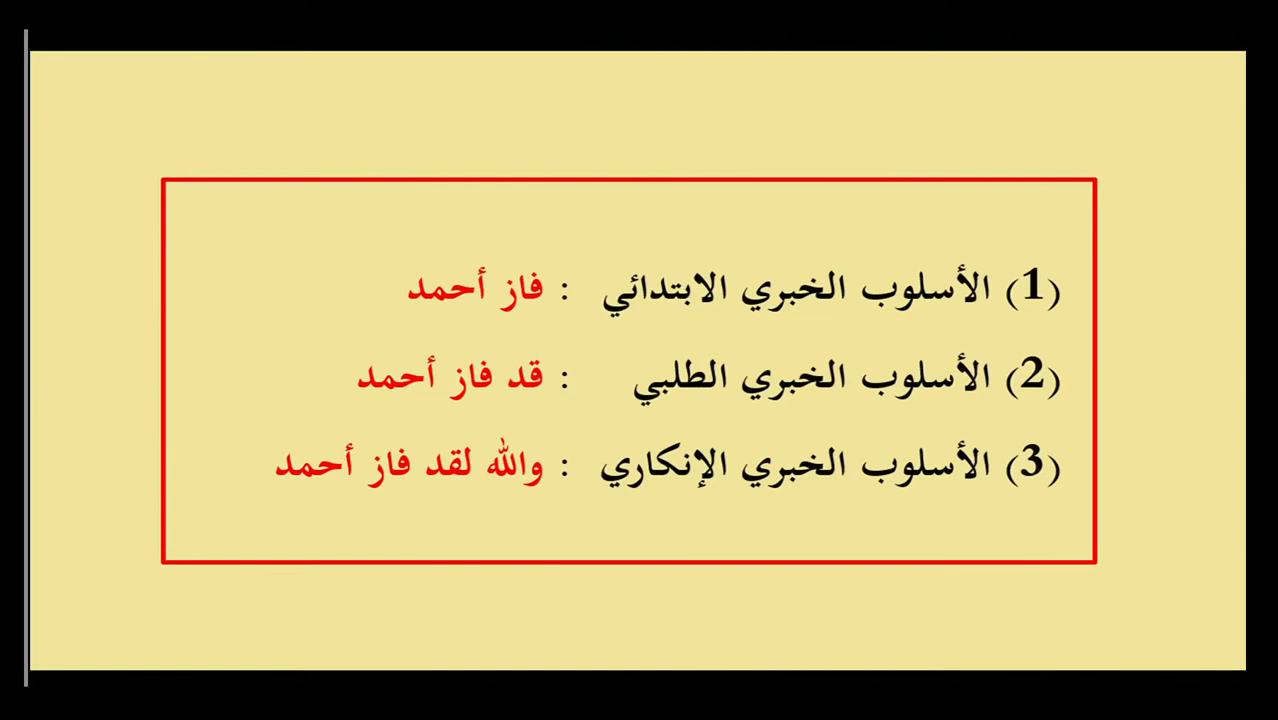 (1) الأسلوب الخبري الابتدائي : فاز أحمد
(2) الأسلوب الخبري الطلبي : قد فاز أحمد
(3) الأسلوب الخبري الإنكاري : والله لقد فاز أحمد